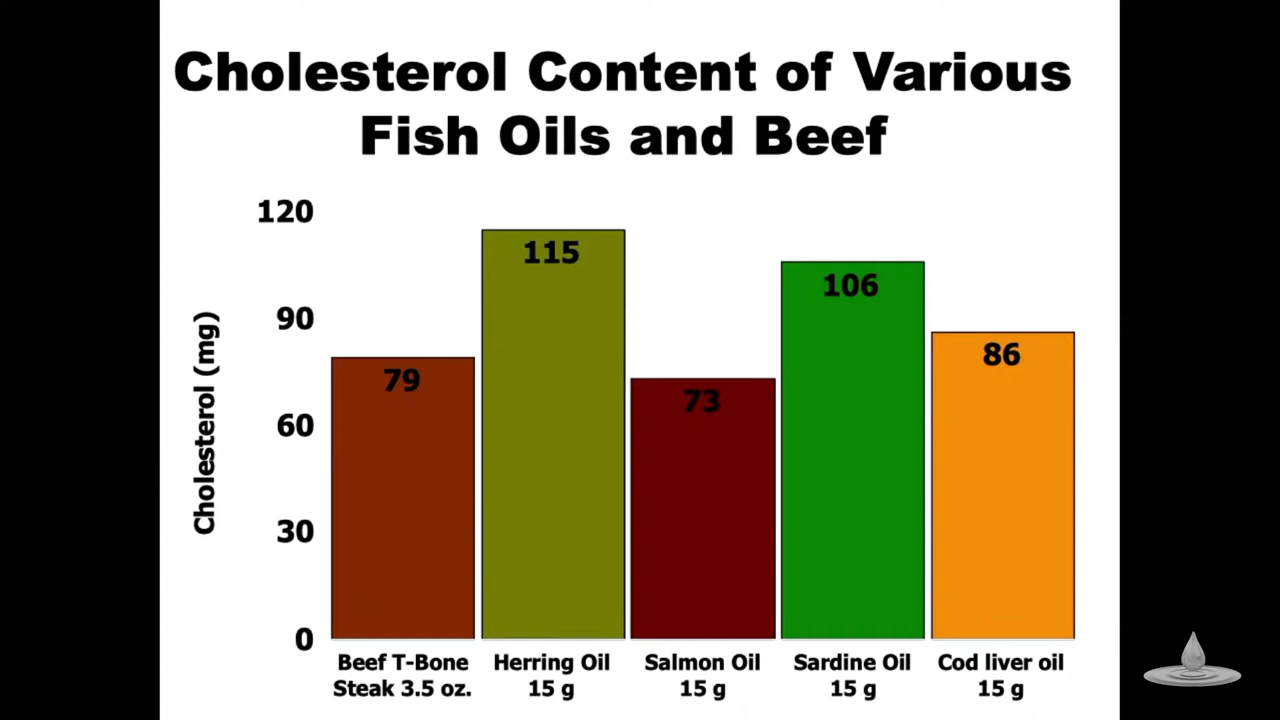 Cholesterol Content of Various
Fish Oils and Beef
Cholesterol (mg)
120
90
60
30
0
79
115
73
106
86
Beef T-Bone
Steak 3.5 oz.
Herring Oil
15 g
Salmon Oil
15 g
Sardine Oil
15 g
Cod liver oil
15 g